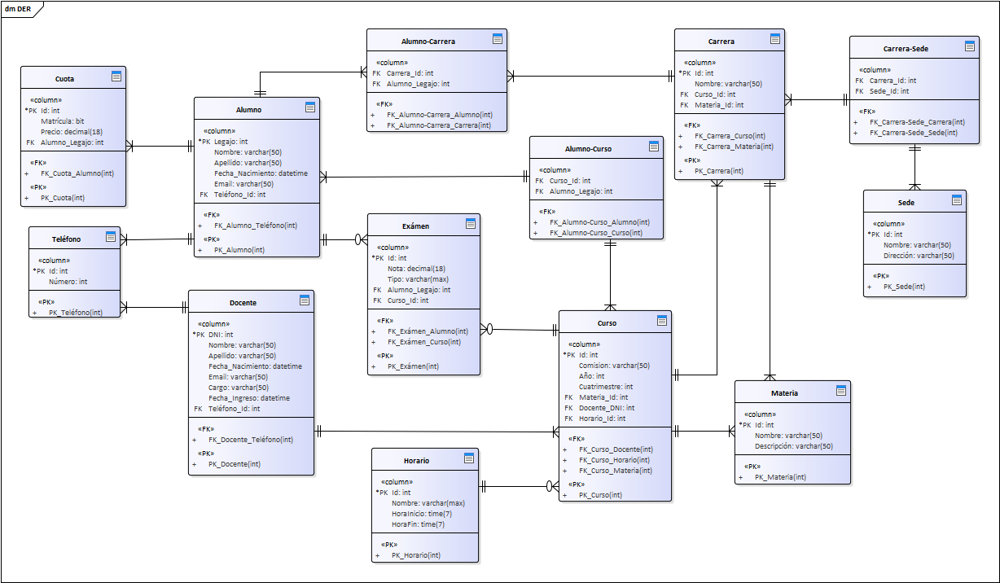 dm DER
Cuota
«column»
*PK Id: int
Matrícula: bit
Precio: decimal(18)
FK Alumno_Legajo: int
«FK»
+ FK_Cuota_Alumno(int)
«PK»
+ PK_Cuota(int)
Alumno
«column»
*PK Legajo: int
Nombre: varchar(50)
Apellido: varchar(50)
Fecha_Nacimiento: datetime
Email: varchar(50)
FK Teléfono_Id: int
«FK»
+ FK_Alumno_Teléfono(int)
«PK»
+ PK_Alumno(int)
Alumno-Carrera
«column»
FK Carrera_Id: int
FK Alumno_Legajo: int
«FK»
+ FK_Alumno-Carrera_Alumno(int)
+ FK_Alumno-Carrera_Carrera(int)
Carrera
«column»
*PK Id: int
Nombre: varchar(50)
FK Curso_Id: int
FK Materia_Id: int
«FK»
+ FK_Carrera_Curso(int)
+ FK_Carrera_Materia(int)
«PK»
+ PK_Carrera(int)
Carrera-Sede
«column»
FK Carrera_Id: int
FK Sede_Id: int
«FK»
+ FK_Carrera-Sede_Carrera(int)
+ FK_Carrera-Sede_Sede(int)
Alumno-Curso
«column»
FK Curso_Id: int
FK Alumno_Legajo: int
«FK»
+ FK_Alumno-Curso_Alumno(int)
+ FK_Alumno-Curso_Curso(int)
Sede
«column»
*PK Id: int
Nombre: varchar(50)
Dirección: varchar(50)
«PK»
+ PK_Sede(int)
Teléfono
«column»
*PK Id: int
Número: int
«PK»
+ PK_Teléfono(int)
Exámen
«column»
*PK Id: int
Nota: decimal(18)
Tipo: varchar(max)
FK Alumno_Legajo: int
FK Curso_Id: int
«FK»
+ FK_Exámen_Alumno(int)
+ FK_Exámen_Curso(int)
«PK»
+ PK_Exámen(int)
Docente
«column»
*PK DNI: int
Nombre: varchar(50)
Apellido: varchar(50)
Fecha_Nacimiento: datetime
Email: varchar(50)
Cargo: varchar(50)
Fecha_Ingreso: datetime
FK Teléfono_Id: int
«FK»
+ FK_Docente_Teléfono(int)
«PK»
+ PK_Docente(int)
Curso
«column»
*PK Id: int
Comision: varchar(50)
Año: int
Cuatrimestre: int
FK Materia_Id: int
FK Docente_DNI: int
FK Horario_Id: int
«FK»
+ FK_Curso_Docente(int)
+ FK_Curso_Horario(int)
+ FK_Curso_Materia(int)
«PK»
+ PK_Curso(int)
Materia
«column»
*PK Id: int
Nombre: varchar(50)
Descripción: varchar(50)
«PK»
+ PK_Materia(int)
Horario
«column»
*PK Id: int
Nombre: varchar(max)
HoraInicio: time(7)
HoraFin: time(7)
«PK»
+ PK_Horario(int)